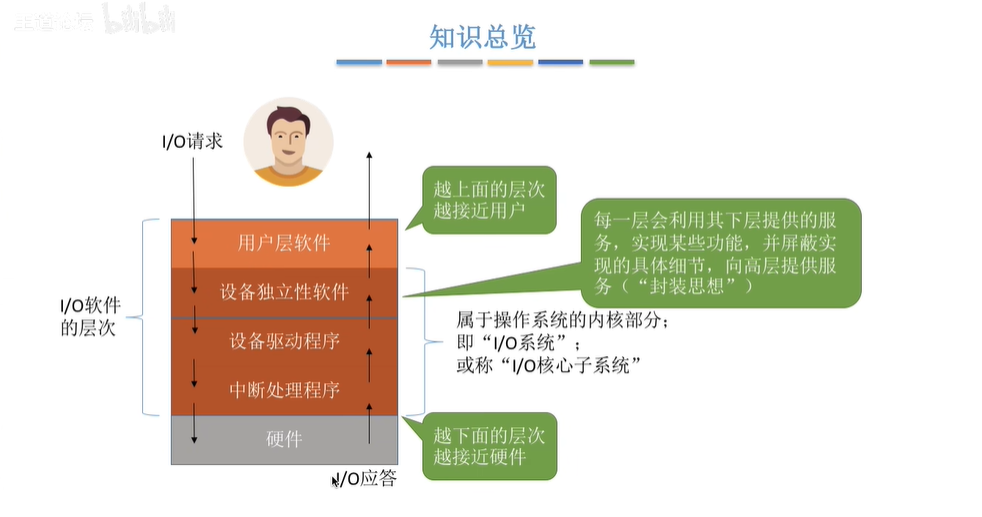 bilibili
知识总览
I/O请求
越上面的层次
越接近用户
每一层会利用其下层提供的服
务，实现某些功能，并屏蔽实
现的具体细节，向高层提供服
务（“封装思想”）
用户层软件
设备独立性软件
I/O软件
的层次
设备驱动程序
属于操作系统的内核部分；
即“I/O系统”；
或称“I/O核心子系统”
中断处理程序
硬件
越下面的层次
越接近硬件
I/O应答